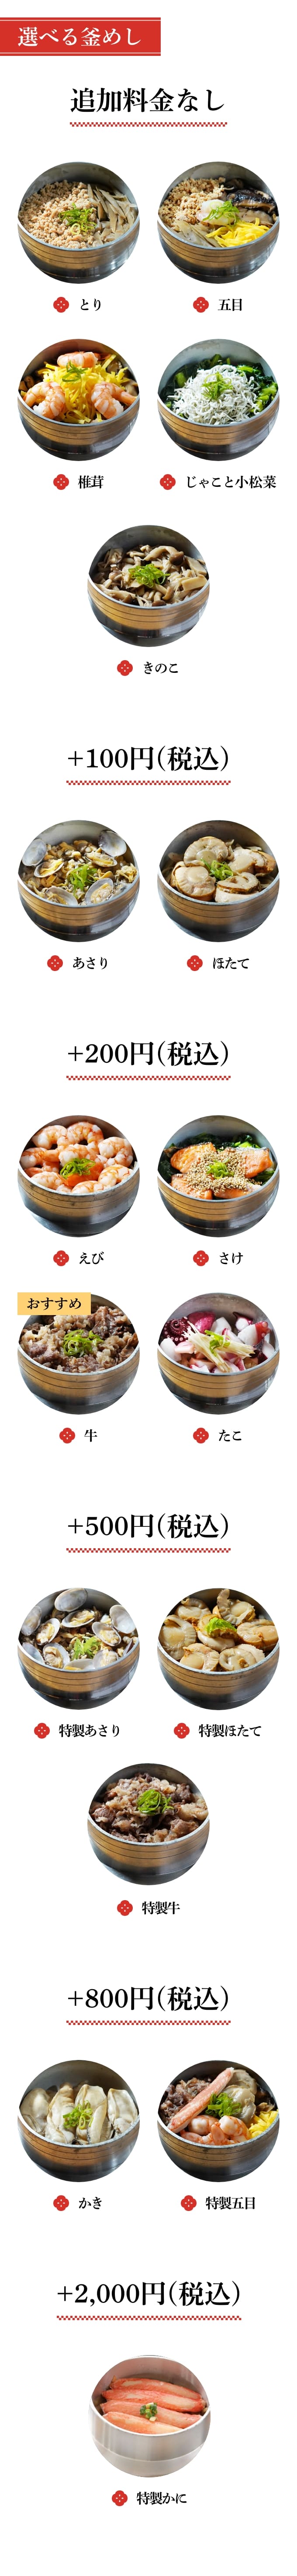 選べる釜めし
追加料金なし
とり
五目
椎茸
じゃこと小松菜
きのこ
+100円(税込)
あさり
ほたて
+200円(税込)
えび
さけ
おすすめ
牛
たこ
+500円(税込)
特製あさり
特製ほたて
特製牛
+800円(税込)
かき
特製五目
+2,000円(税込)
特製かに